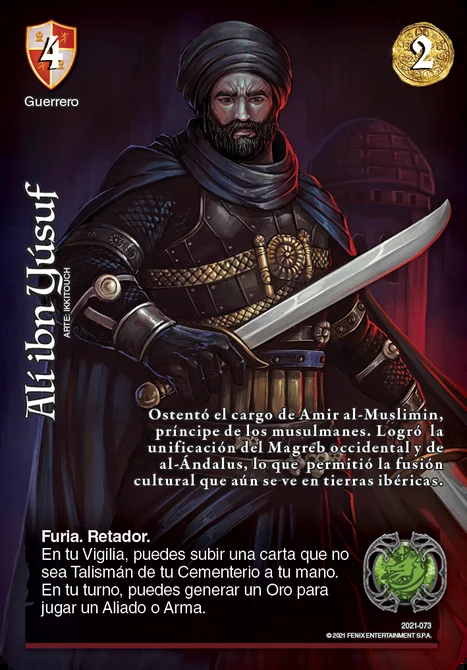 4
2
Guerrero
Alí ibn Yúsuf
ARTE: IKKITOUCH
Ostentó el cargo de Amir al-Muslimin,
príncipe de los musulmanes. Logró la
unificación del Magreb occidental y de
al-Ándalus, lo que permitió la fusión
cultural que aún se ve en tierras ibéricas.
Furia. Retador.
En tu Vigilia, puedes subir una carta que no
sea Talismán de tu Cementerio a tu mano.
En tu turno, puedes generar un Oro para
jugar un Aliado o Arma.
2021-073
© 2021 FENIX ENTERTAINMENT S.P.A.